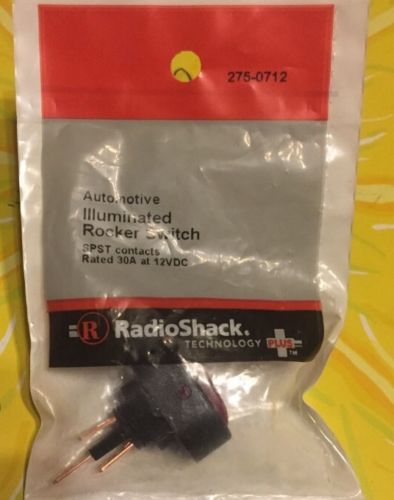 275-0712
Automotive
Illuminated
Rocker Switch
SPST contacts
Rated 30A at 12VDC
R RadioShack.
TECHNOLOGY PLUS TM